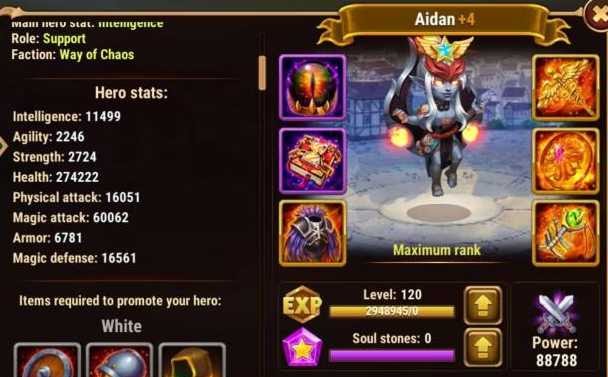 Main hero stat: Intelligence
Role: Support
Faction: Way of Chaos
Hero stats:
Intelligence: 11499
Agility: 2246
Strength: 2724
Health: 274222
Physical attack: 16051
Magic attack: 60062
Armor: 6781
Magic defense: 16561
Items required to promote your hero:
White
Aidan +4
Maximum rank
EXP
Level: 120
2948945/0
Soul stones: 0
Power:
88788